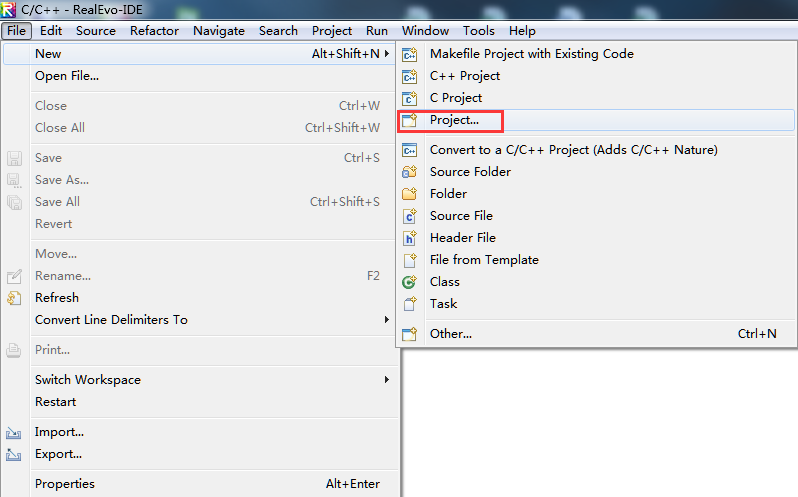 C/C++ - RealEvo-IDE
File Edit Source Refactor Navigate Search Project Run Window Tools Help
New Alt+Shift+N
Open File...
Close Ctrl+W
Close All Ctrl+Shift+W
Save Ctrl+S
Save As...
Save All Ctrl+Shift+S
Revert
Move...
Rename... F2
Refresh
Convert Line Delimiters To
Print...
Switch Workspace
Restart
Import...
Export...
Properties Alt+Enter
Makefile Project with Existing Code
C++ Project
C Project
Project...
Convert to a C/C++ Project (Adds C/C++ Nature)
Source Folder
Folder
Source File
Header File
File from Template
Class
Task
Other... Ctrl+N